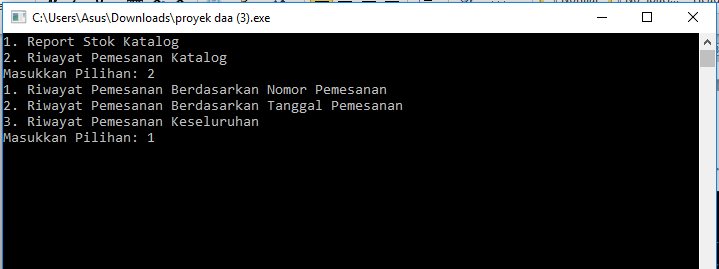 C:\Users\Asus\Downloads\proyek daa (3).exe
1. Report Stok Katalog
2. Riwayat Pemesanan Katalog
Masukkan Pilihan: 2
1. Riwayat Pemesanan Berdasarkan Nomor Pemesanan
2. Riwayat Pemesanan Berdasarkan Tanggal Pemesanan
3. Riwayat Pemesanan Keseluruhan
Masukkan Pilihan: 1